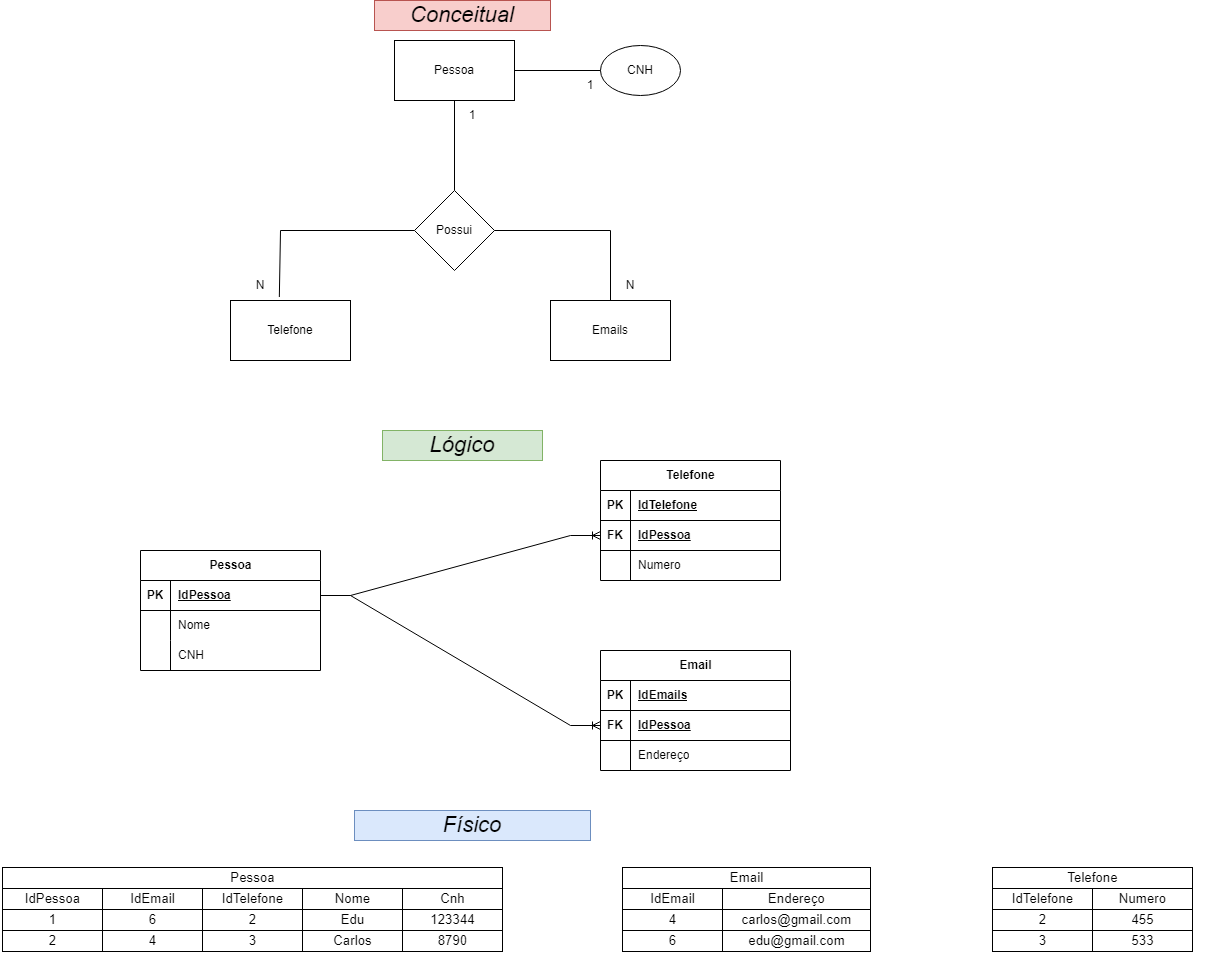 Conceitual
Pessoa
CNH
1
1
Possui
N
N
Telefone
Emails
Lógico
Telefone
PK IdTelefone
FK IdPessoa
Numero
Pessoa
PK IdPessoa
Nome
CNH
Email
PK IdEmails
FK IdPessoa
Endereço
Físico
Pessoa
IdPessoa IdEmail IdTelefone Nome Cnh
1 6 2 Edu 123344
2 4 3 Carlos 8790
Email
IdEmail Endereço
4 carlos@gmail.com
6 edu@gmail.com
Telefone
IdTelefone Numero
2 455
3 533